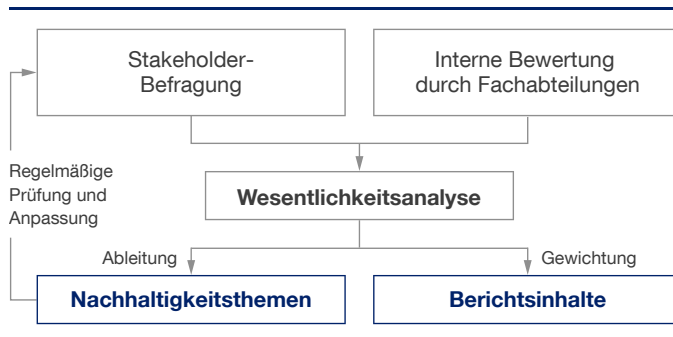 Stakeholder-
Befragung
Interne Bewertung
durch Fachabteilungen
Regelmäßige
Prüfung und
Anpassung
Wesentlichkeitsanalyse
Ableitung
Gewichtung
Nachhaltigkeitsthemen
Berichtsinhalte